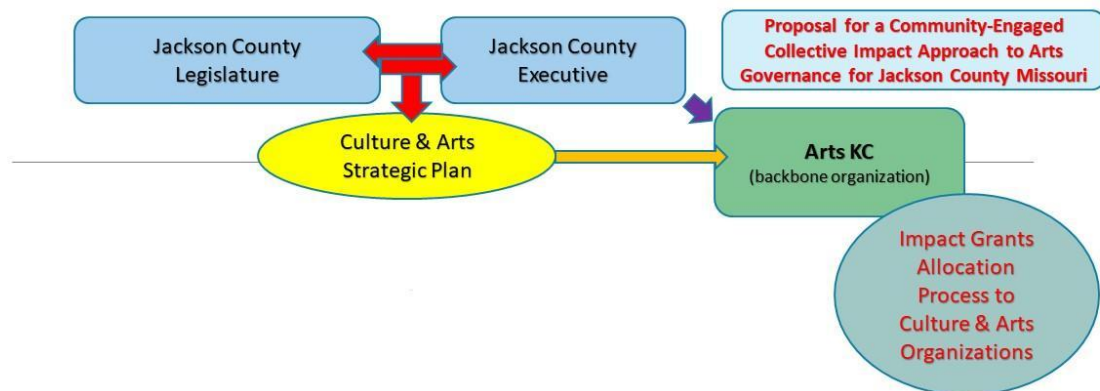 Jackson County
Legislature
Jackson County
Executive
Proposal for a Community-Engaged
Collective Impact Approach to Arts
Governance for Jackson County Missouri
Culture & Arts
Strategic Plan
Arts KC
(backbone organization)
Impact Grants
Allocation
Process to
Culture & Arts
Organizations